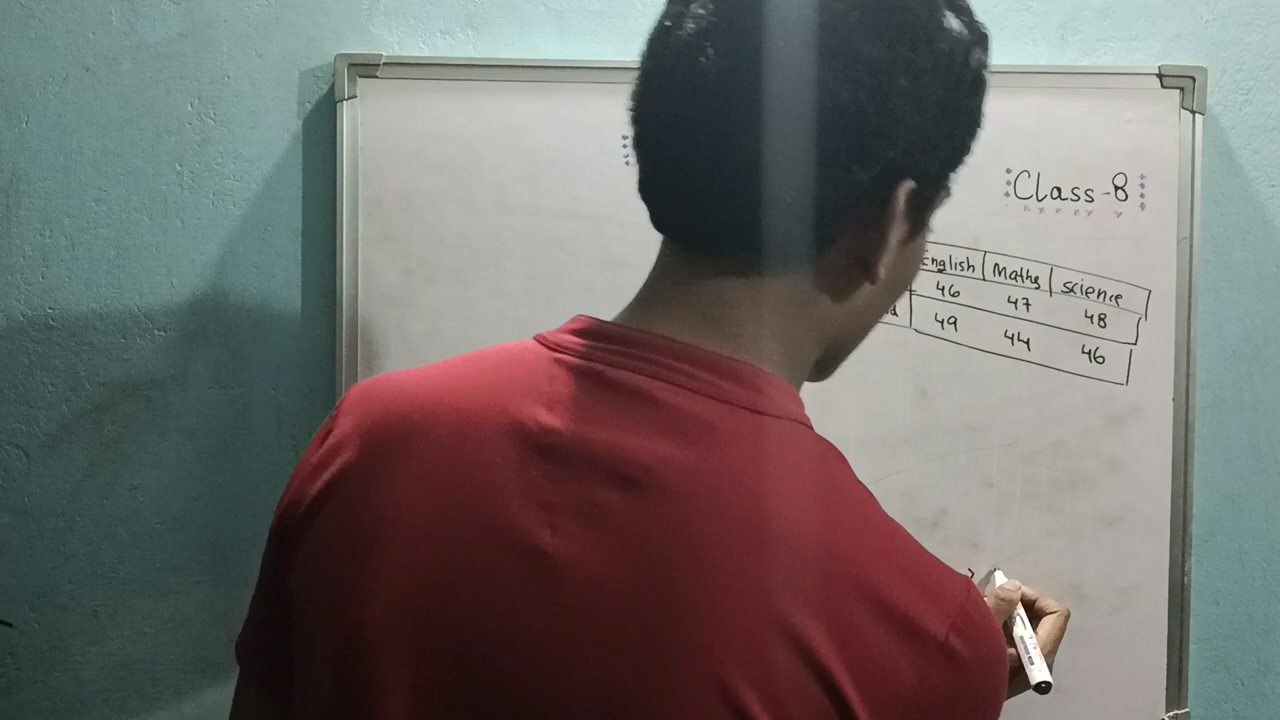 Class-8
English Maths science
46 47 48
49 44 46